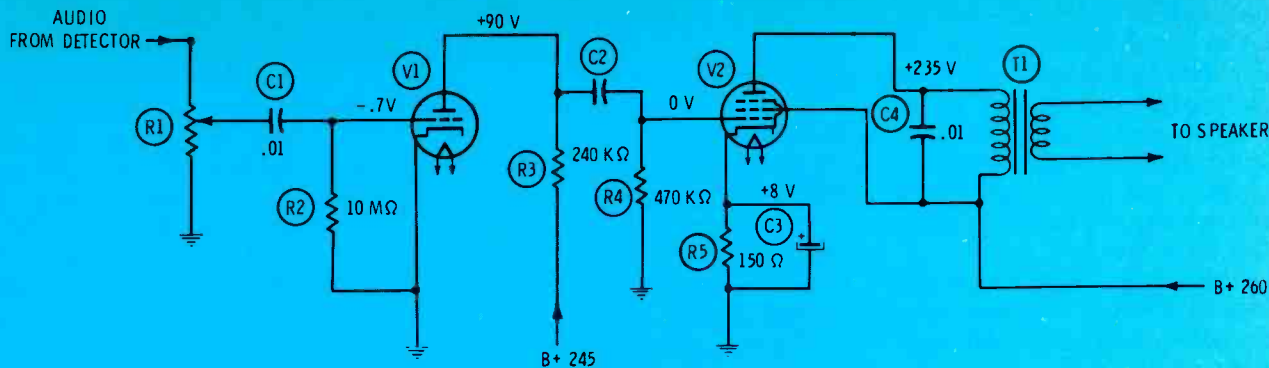 AUDIO
FROM DETECTOR
R1
C1
.01
-.7V
R2
10 MΩ
V1
+90 V
R3
240 KΩ
B+ 245
C2
0 V
R4
470 KΩ
V2
+8 V
C3
+
R5
150 Ω
+235 V
C4
.01
T1
TO SPEAKER
B+ 260